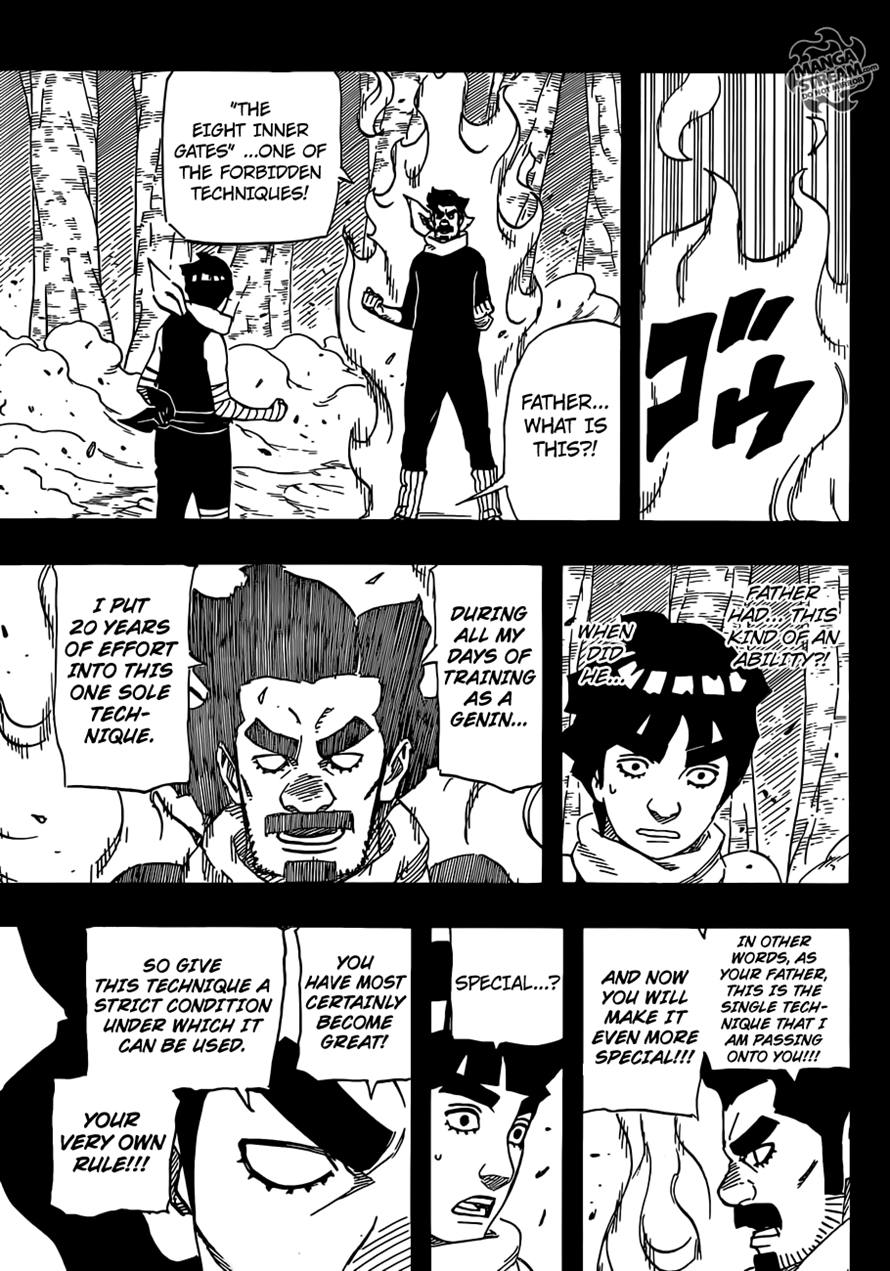 MANGA
STREAM.com
DO NOT MIRROR
ゴウ
FATHER...
WHAT IS
THIS?!
"THE
EIGHT INNER
GATES" ...ONE OF
THE FORBIDDEN
TECHNIQUES!
FATHER
HAD... THIS
KIND OF AN
ABILITY?!
WHEN
DID
HE...
DURING
ALL MY
DAYS OF
TRAINING
AS A
GENIN...
I PUT
20 YEARS
OF EFFORT
INTO THIS
ONE SOLE
TECH-
NIQUE.
IN OTHER
WORDS, AS
YOUR FATHER,
THIS IS THE
SINGLE TECH-
NIQUE THAT I
AM PASSING
ONTO YOU!!!
AND NOW
YOU WILL
MAKE IT
EVEN MORE
SPECIAL!!!
SPECIAL...?
YOU
HAVE MOST
CERTAINLY
BECOME
GREAT!
SO GIVE
THIS TECHNIQUE A
STRICT CONDITION
UNDER WHICH IT
CAN BE USED.
YOUR
VERY OWN
RULE!!!